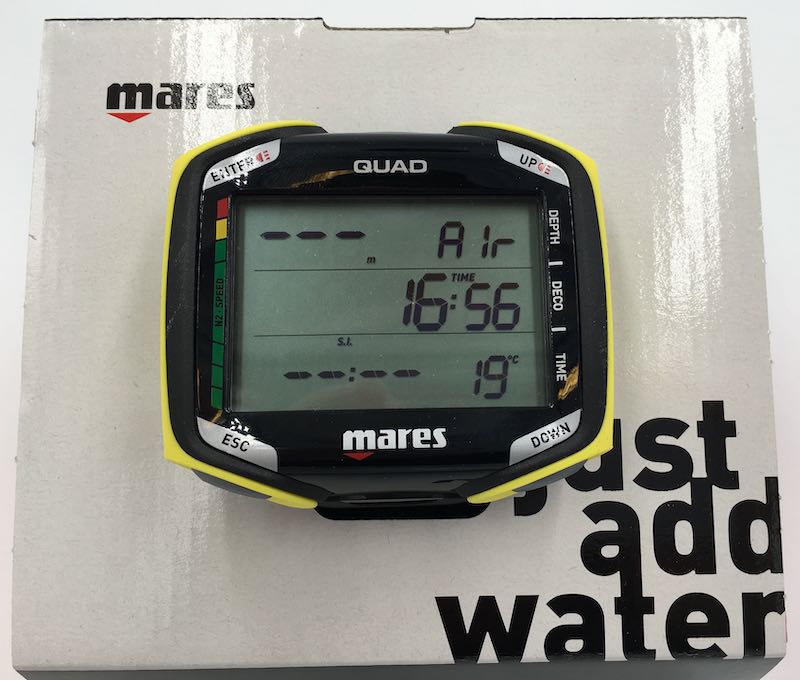 mares
QUAD
ENTER
UP
--- m
AIr
TIME
16:56
S.I.
--:--
19°C
N2-SPEED
DEPTH
DECO
TIME
ESC
mares
DOWN
just
add
water